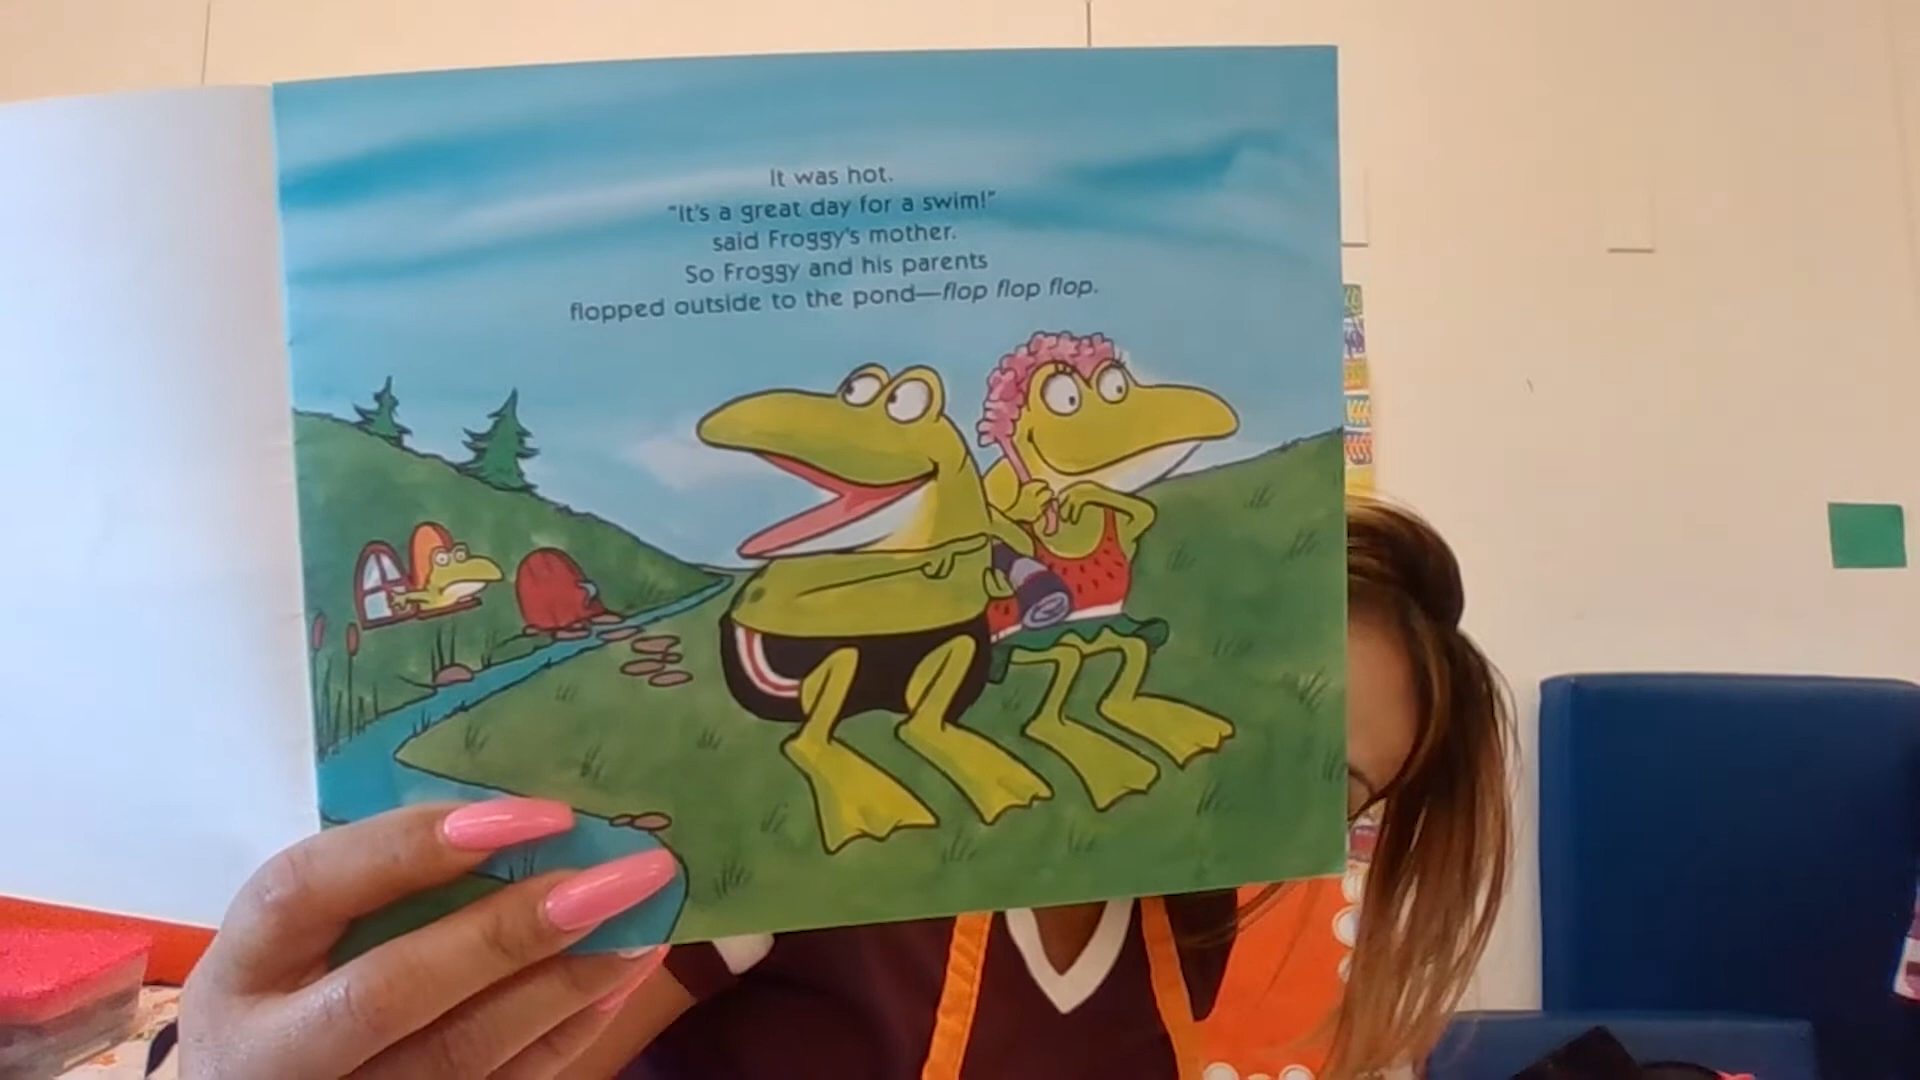 It was hot.
"It's a great day for a swim!"
said Froggy's mother.
So Froggy and his parents
flopped outside to the pond—flop flop flop.